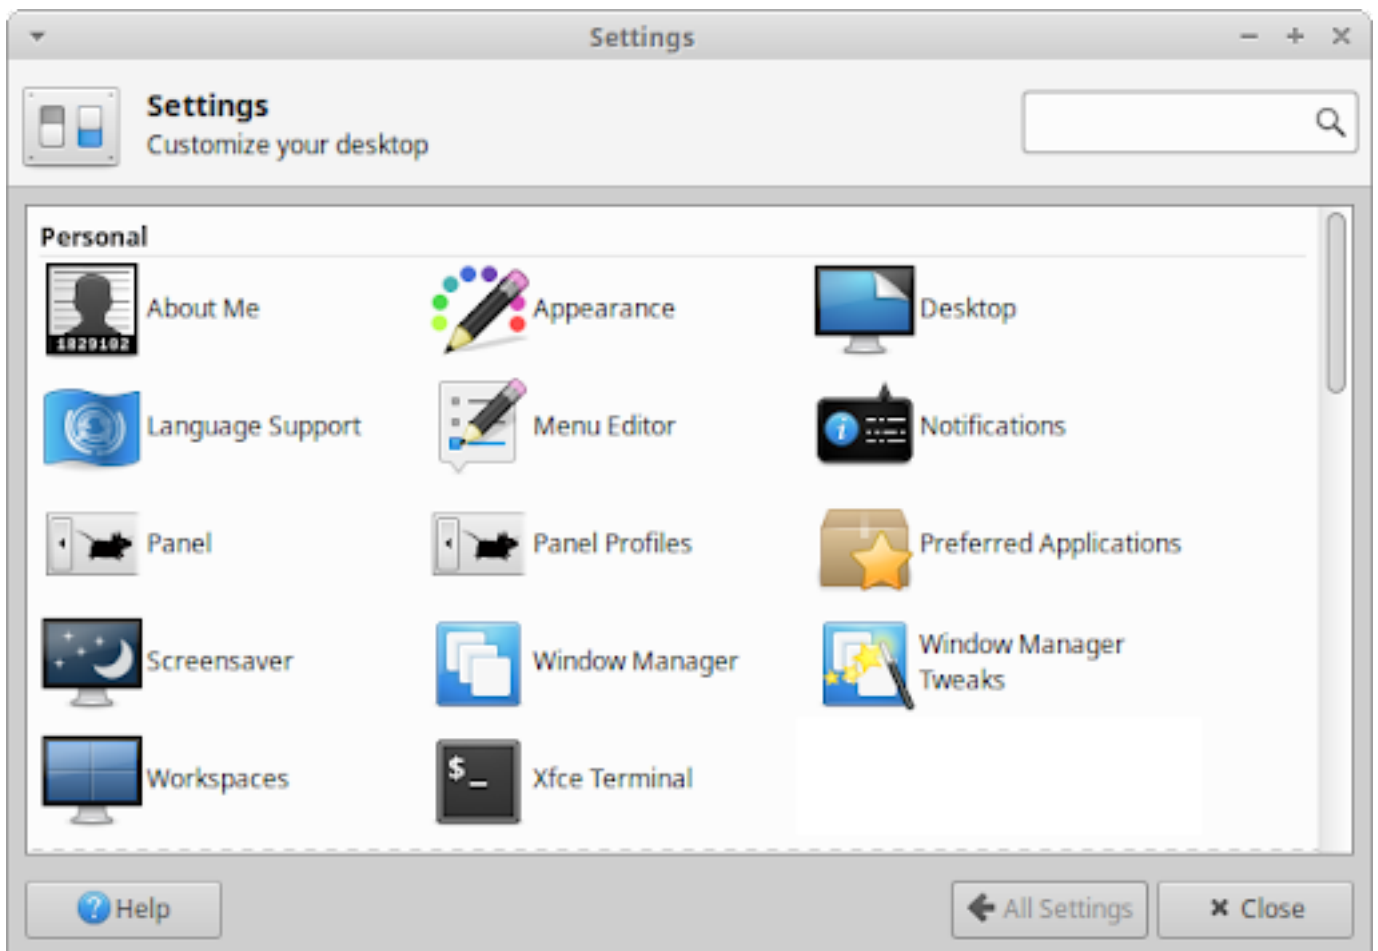 Settings
Settings
Customize your desktop
Personal
1829102
About Me
Appearance
Desktop
Language Support
Menu Editor
i
Notifications
Panel
Panel Profiles
Preferred Applications
Screensaver
Window Manager
Window Manager
Tweaks
Workspaces
$_
Xfce Terminal
? Help
All Settings
Close